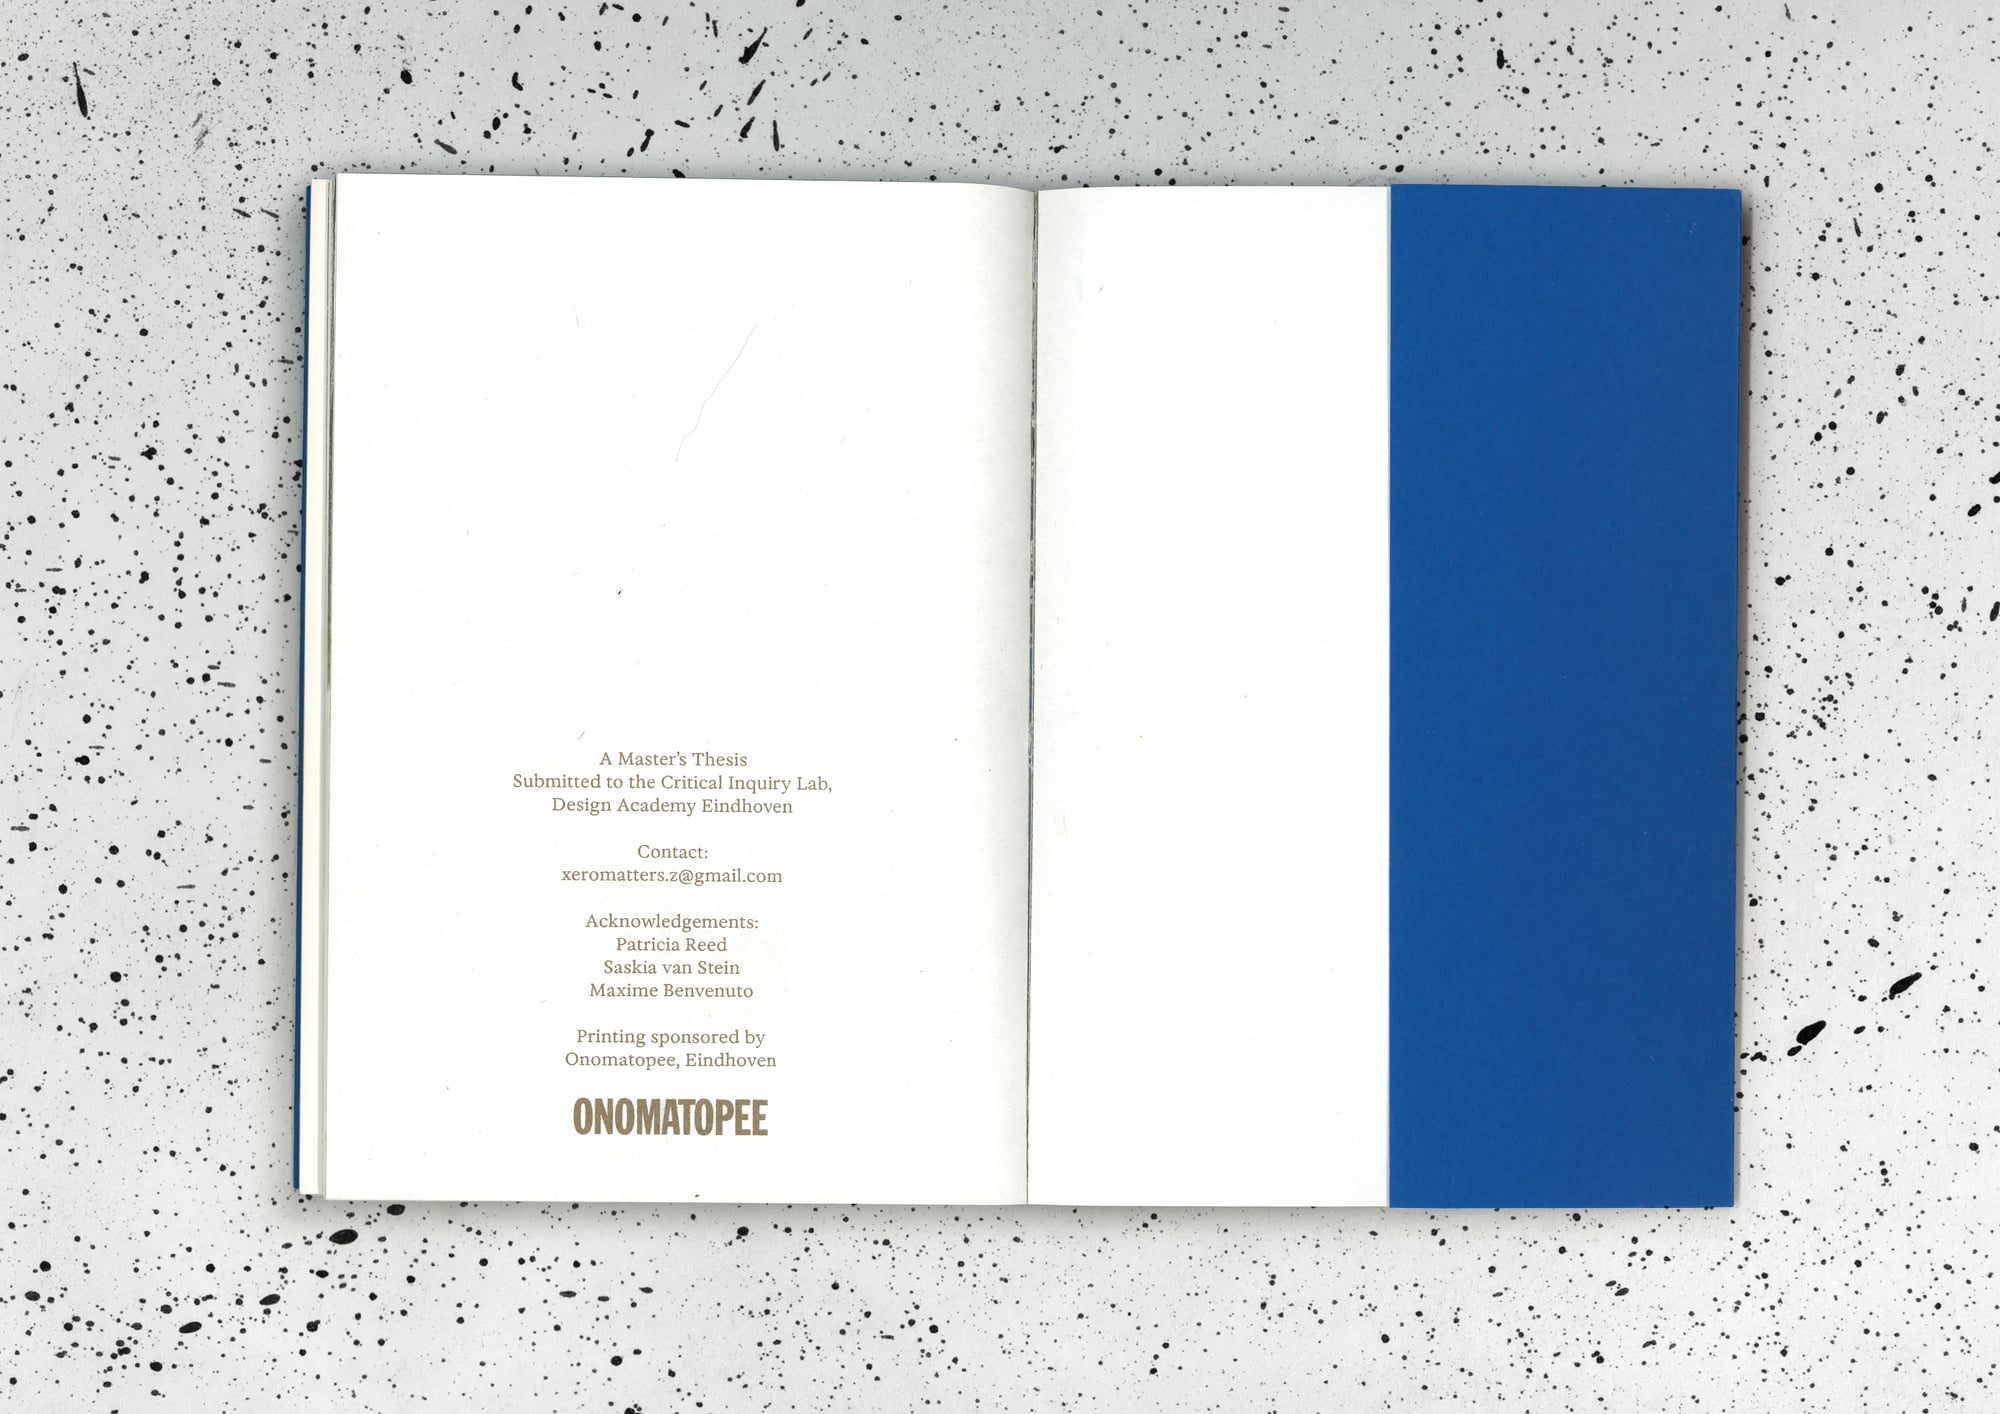 A Master’s Thesis
Submitted to the Critical Inquiry Lab,
Design Academy Eindhoven
Contact:
xeromatters.z@gmail.com
Acknowledgements:
Patricia Reed
Saskia van Stein
Maxime Benvenuto
Printing sponsored by
Onomatopee, Eindhoven
ONOMATOPEE